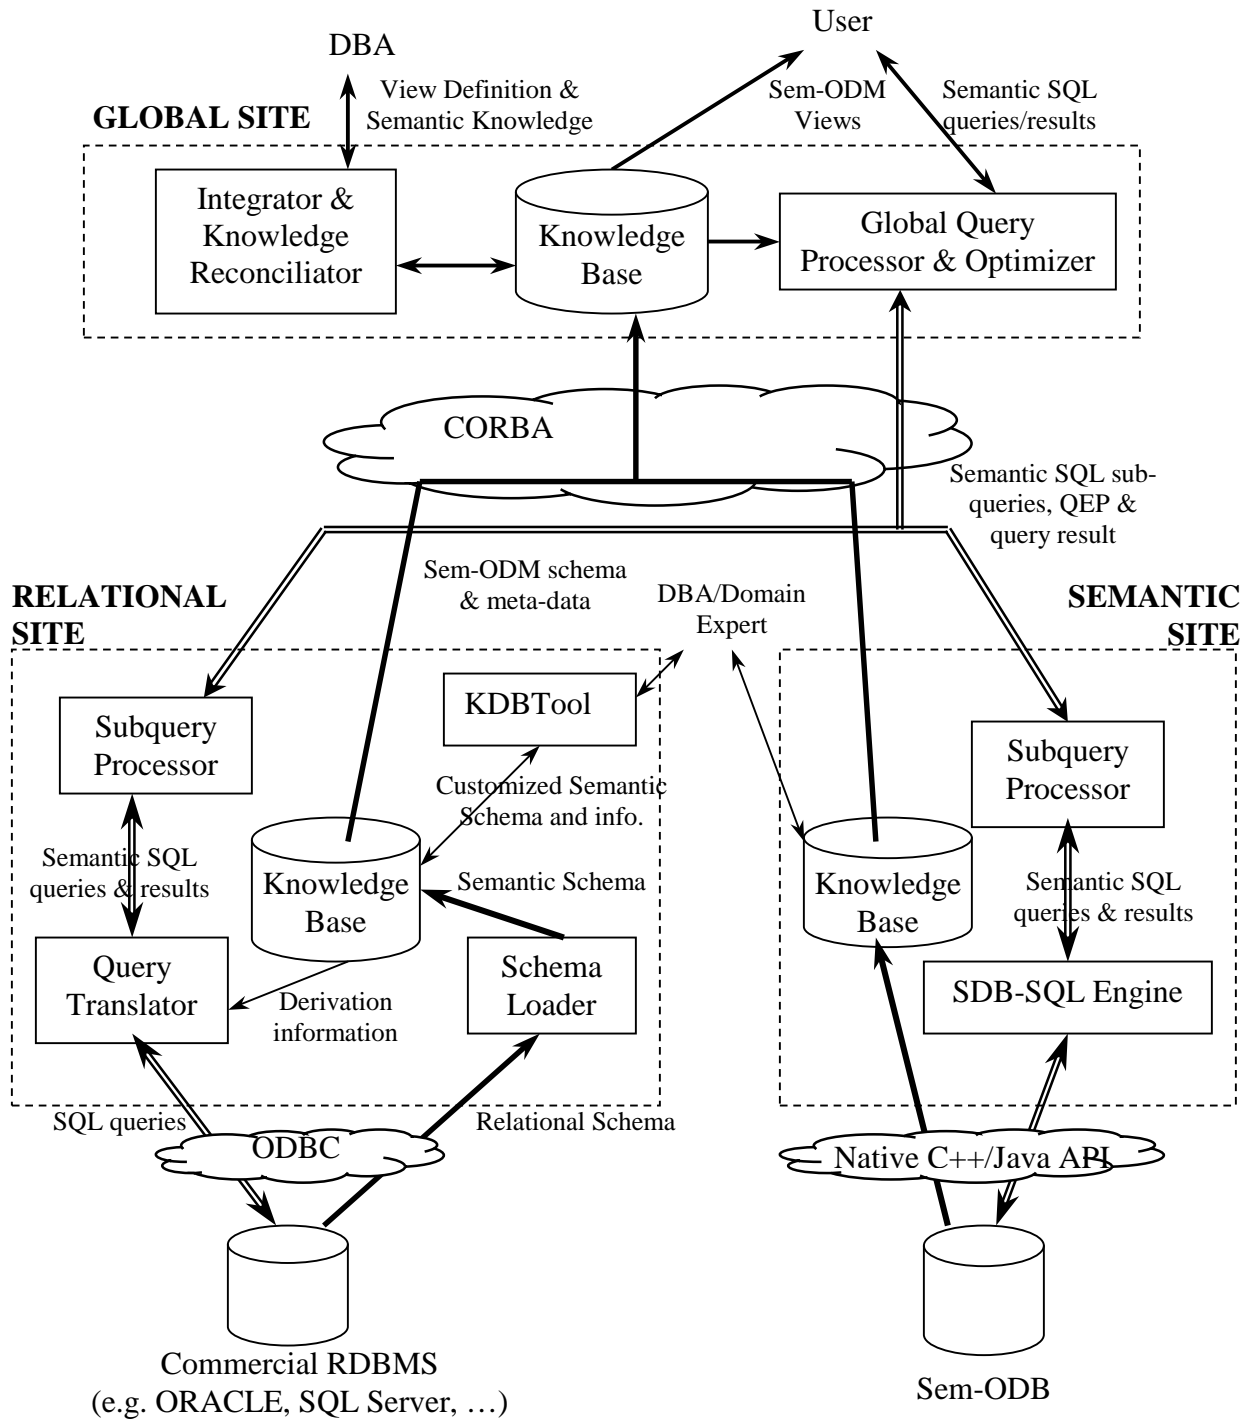 User
DBA
View Definition &
Semantic Knowledge
Sem-ODM
Views
Semantic SQL
queries/results
GLOBAL SITE
Integrator &
Knowledge
Reconciliator
Knowledge
Base
Global Query
Processor & Optimizer
CORBA
Semantic SQL sub-
queries, QEP &
query result
Sem-ODM schema
& meta-data
DBA/Domain
Expert
RELATIONAL
SITE
SEMANTIC
SITE
Subquery
Processor
KDBTool
Subquery
Processor
Customized Semantic
Schema and info.
Semantic SQL
queries & results
Knowledge
Base
Semantic Schema
Knowledge
Base
Semantic SQL
queries & results
Query
Translator
Derivation
information
Schema
Loader
SDB-SQL Engine
SQL queries
ODBC
Relational Schema
Native C++/Java API
Commercial RDBMS
(e.g. ORACLE, SQL Server, …)
Sem-ODB